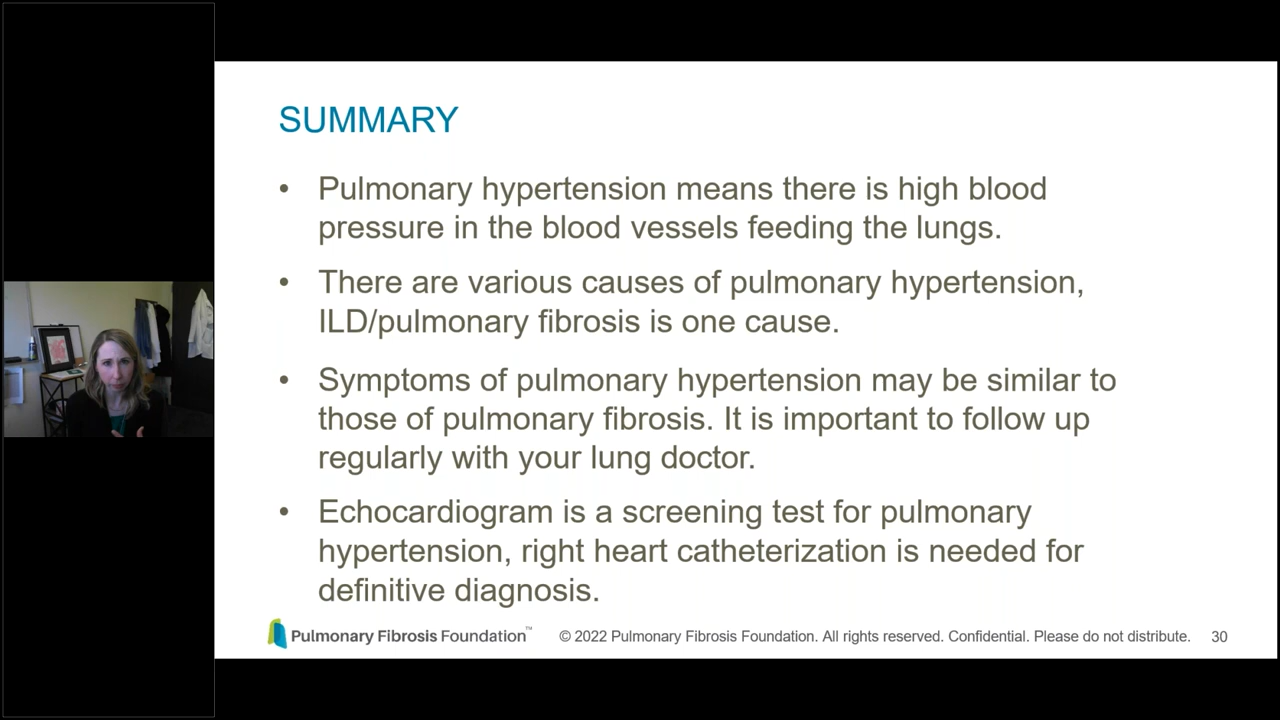 SUMMARY
• Pulmonary hypertension means there is high blood
pressure in the blood vessels feeding the lungs.
• There are various causes of pulmonary hypertension,
ILD/pulmonary fibrosis is one cause.
• Symptoms of pulmonary hypertension may be similar to
those of pulmonary fibrosis. It is important to follow up
regularly with your lung doctor.
• Echocardiogram is a screening test for pulmonary
hypertension, right heart catheterization is needed for
definitive diagnosis.
Pulmonary Fibrosis Foundation™ © 2022 Pulmonary Fibrosis Foundation. All rights reserved. Confidential. Please do not distribute. 30